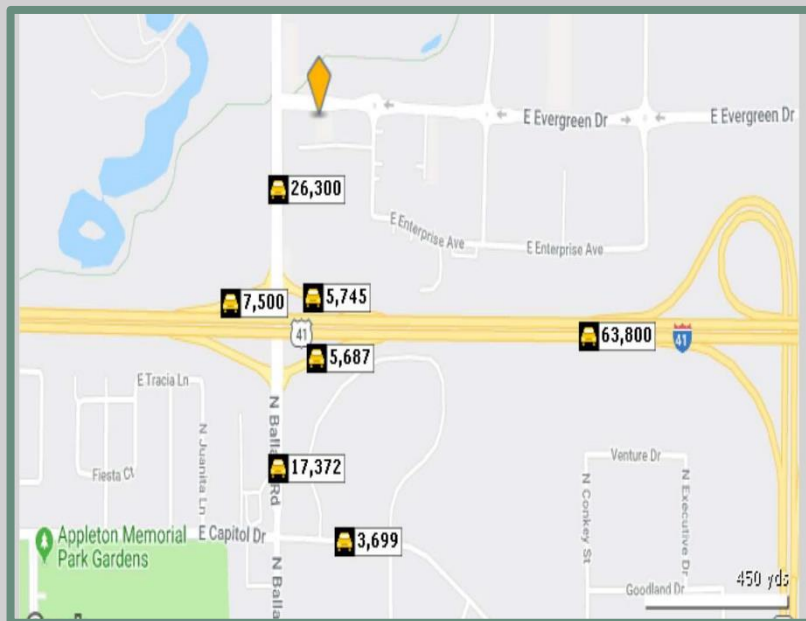 E Evergreen Dr
E Evergreen Dr
26,300
E Enterprise Ave
E Enterprise Ave
7,500
5,745
41
63,800
41
5,687
E Tracia Ln
N Balla Rd
N Juanita Ln
17,372
Fiesta Ct
Venture Dr
N Conkey St
N Executive Dr
Appleton Memorial
Park Gardens
E Capitol Dr
3,699
N Balla
450 yds
Goodland Dr